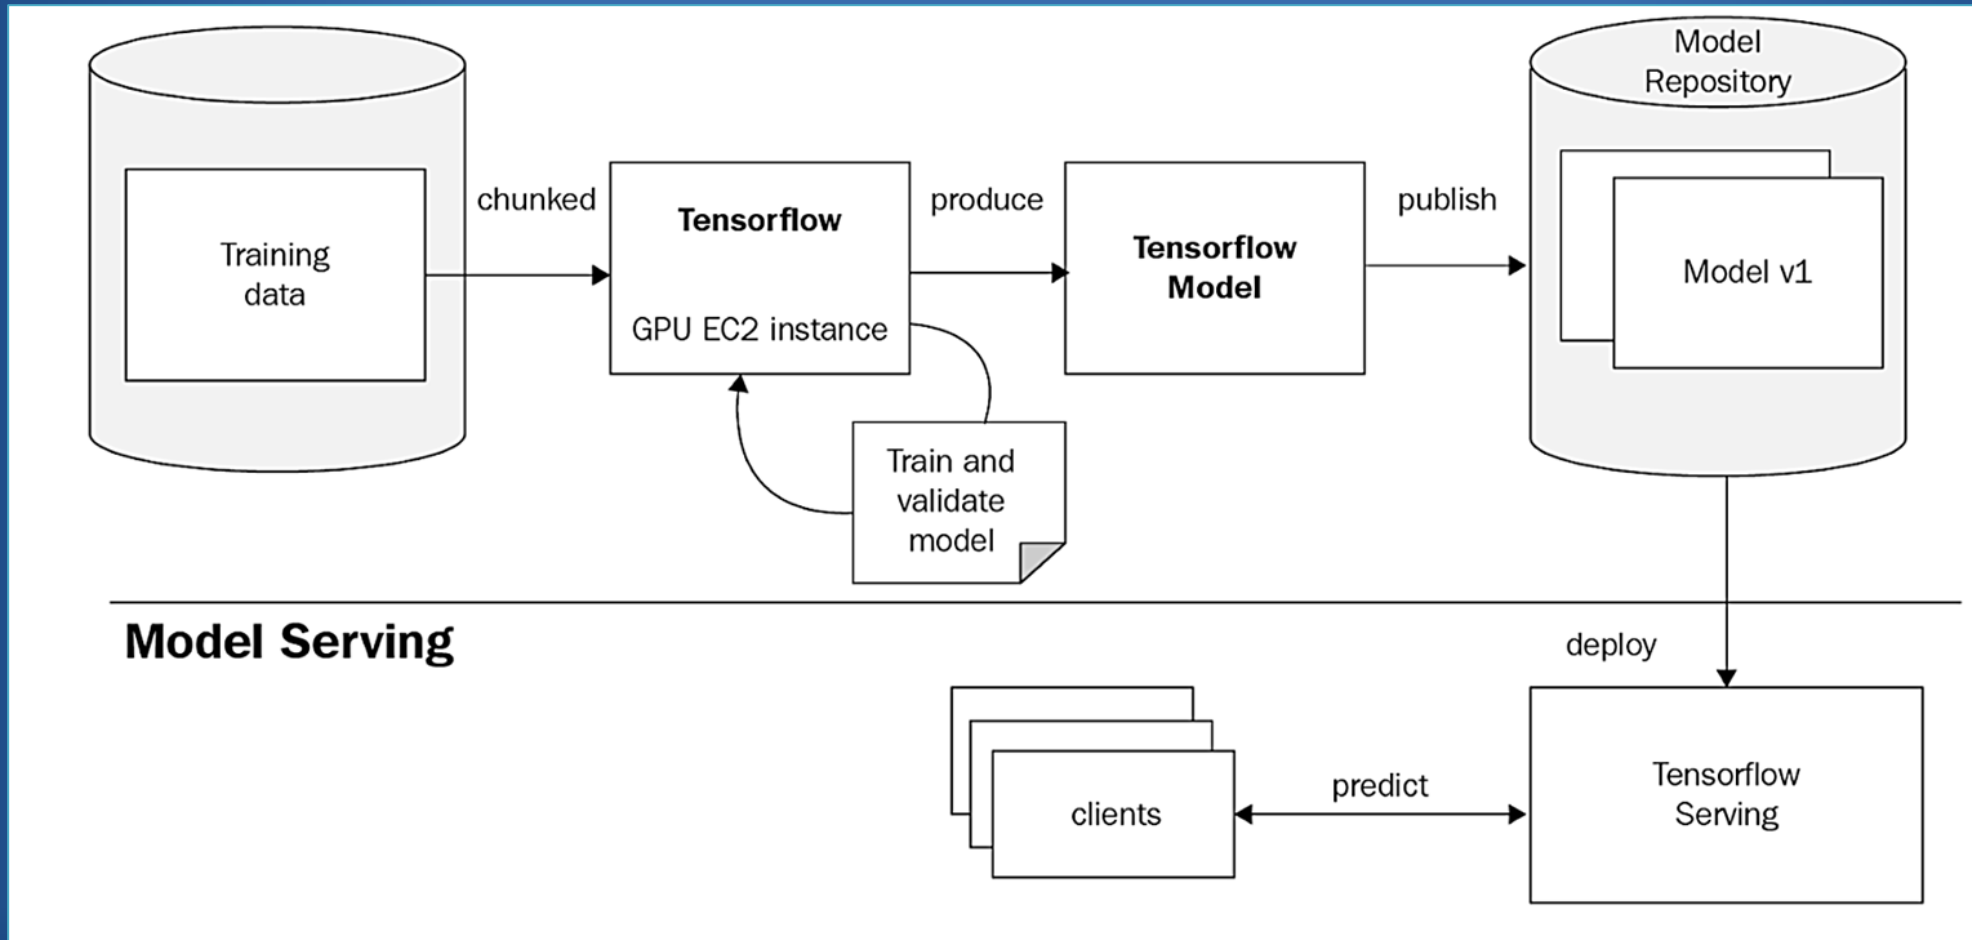 Model
Repository
chunked
produce
publish
Training
data
Tensorflow
GPU EC2 instance
Tensorflow
Model
Model v1
Train and
validate
model
Model Serving
deploy
clients
predict
Tensorflow
Serving